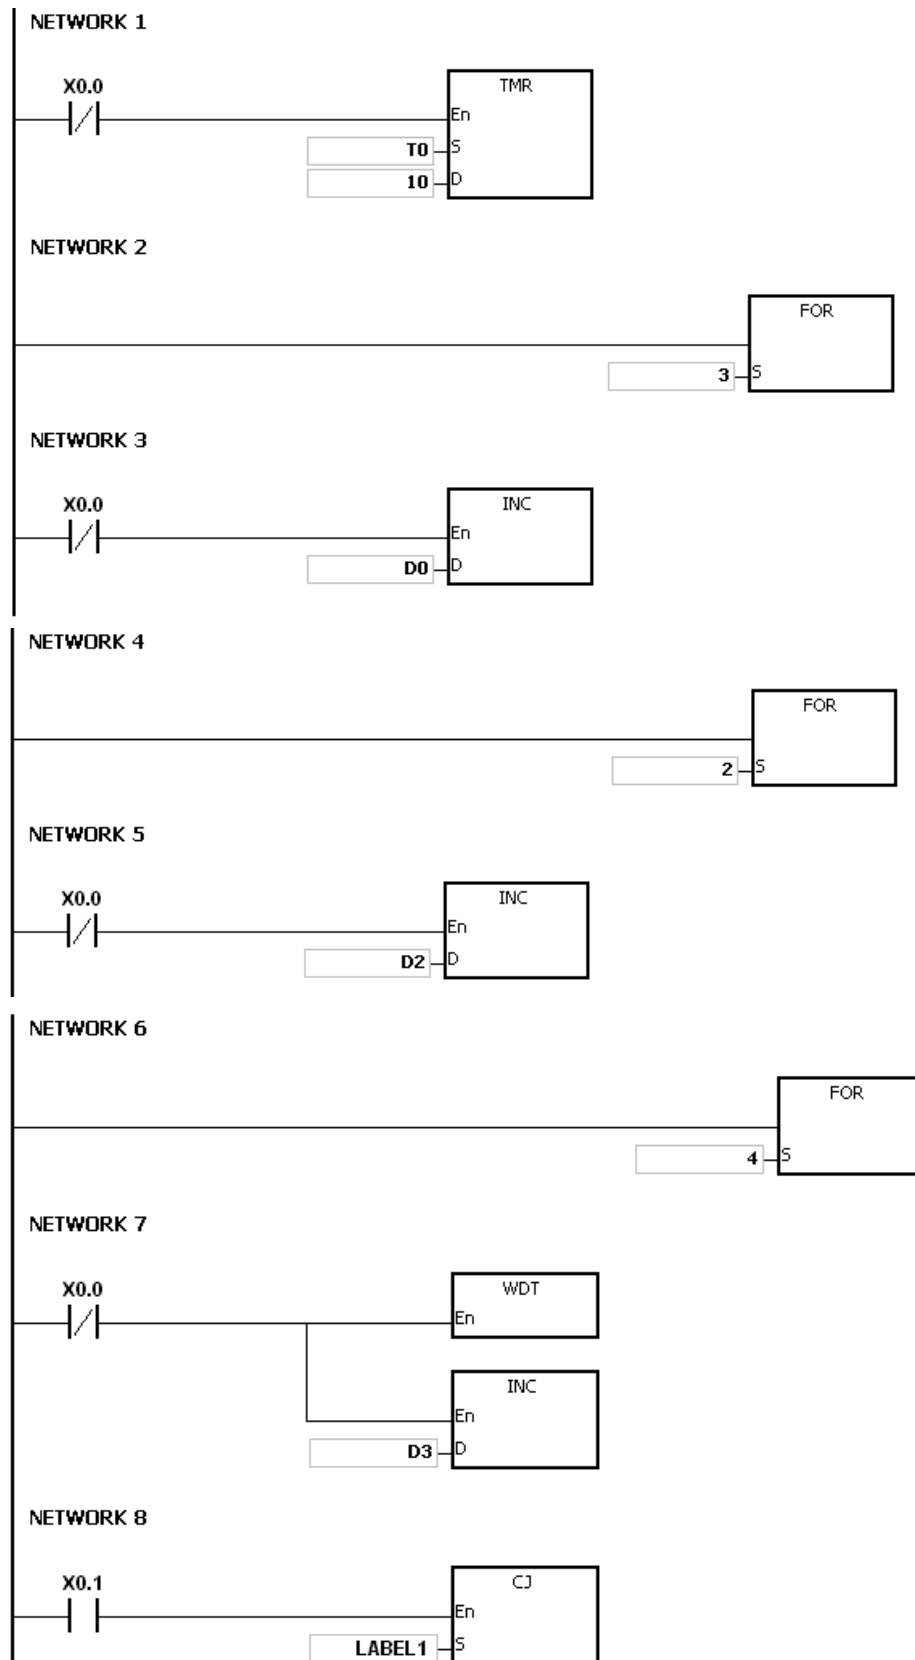 NETWORK 1
X0.0
TMR
En
T0 S
10 D
NETWORK 2
FOR
3 S
NETWORK 3
X0.0
INC
En
D0 D
NETWORK 4
FOR
2 S
NETWORK 5
X0.0
INC
En
D2 D
NETWORK 6
FOR
4 S
NETWORK 7
X0.0
WDT
En
INC
En
D3 D
NETWORK 8
X0.1
CJ
En
LABEL1 S